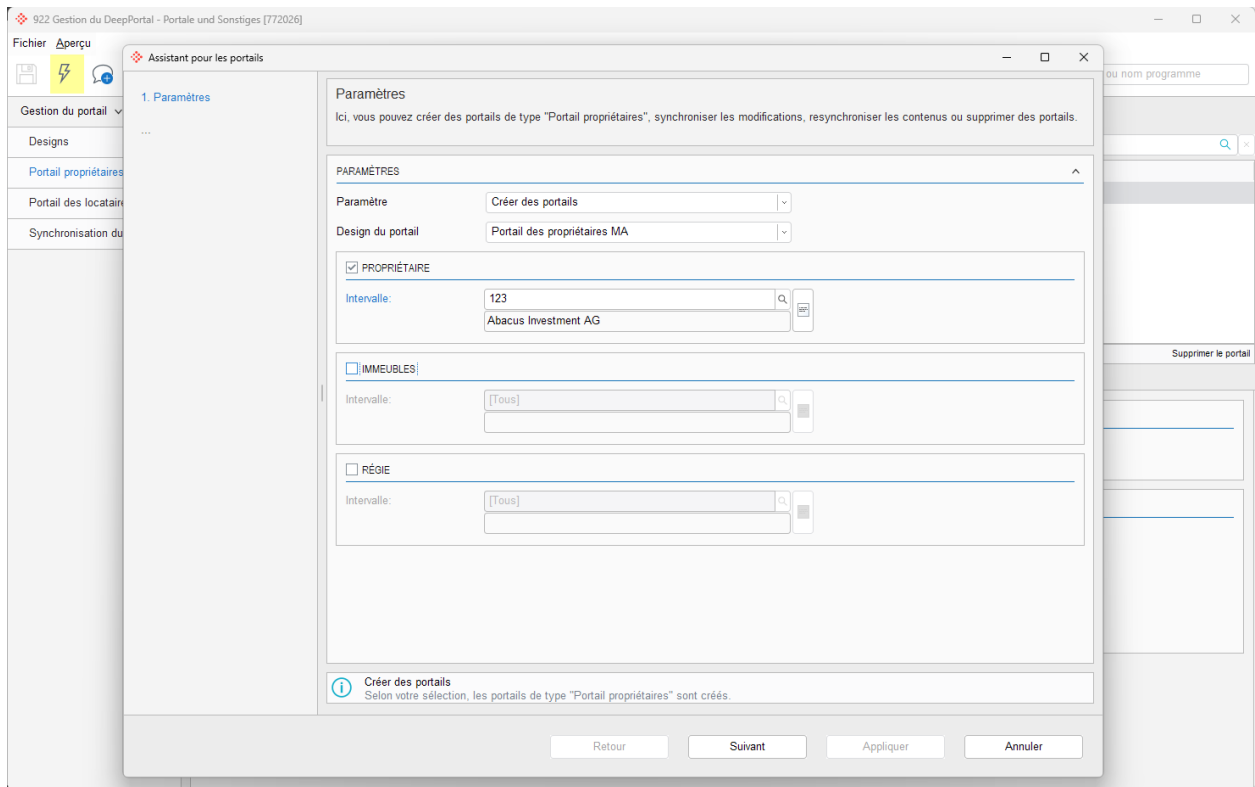 922 Gestion du DeepPortal - Portale und Sonstiges [772026]
Fichier Aperçu
ou nom programme
Gestion du portail
Designs
Portail propriétaires
Portail des locataire
Synchronisation du
Supprimer le portail
Assistant pour les portails
1. Paramètres
...
Paramètres
Ici, vous pouvez créer des portails de type "Portail propriétaires", synchroniser les modifications, resynchroniser les contenus ou supprimer des portails.
PARAMÈTRES
Paramètre Créer des portails
Design du portail Portail des propriétaires MA
PROPRIÉTAIRE
Intervalle: 123
Abacus Investment AG
IMMEUBLES
Intervalle: [Tous]
RÉGIE
Intervalle: [Tous]
Créer des portails
Selon votre sélection, les portails de type "Portail propriétaires" sont créés.
Retour Suivant Appliquer Annuler